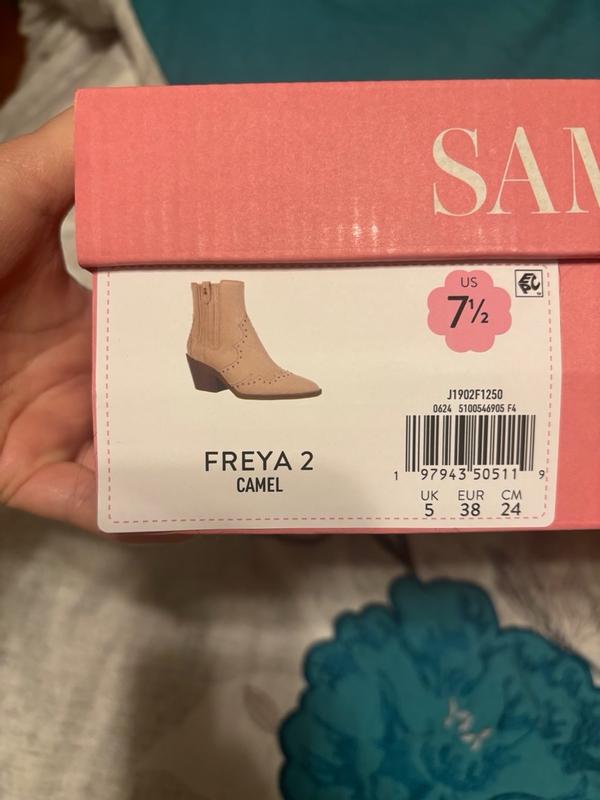 SAM
US
7½
J1902F1250
0624 5100546905 F4
FREYA 2
CAMEL
1 97943 50511 9
UK EUR CM
5 38 24